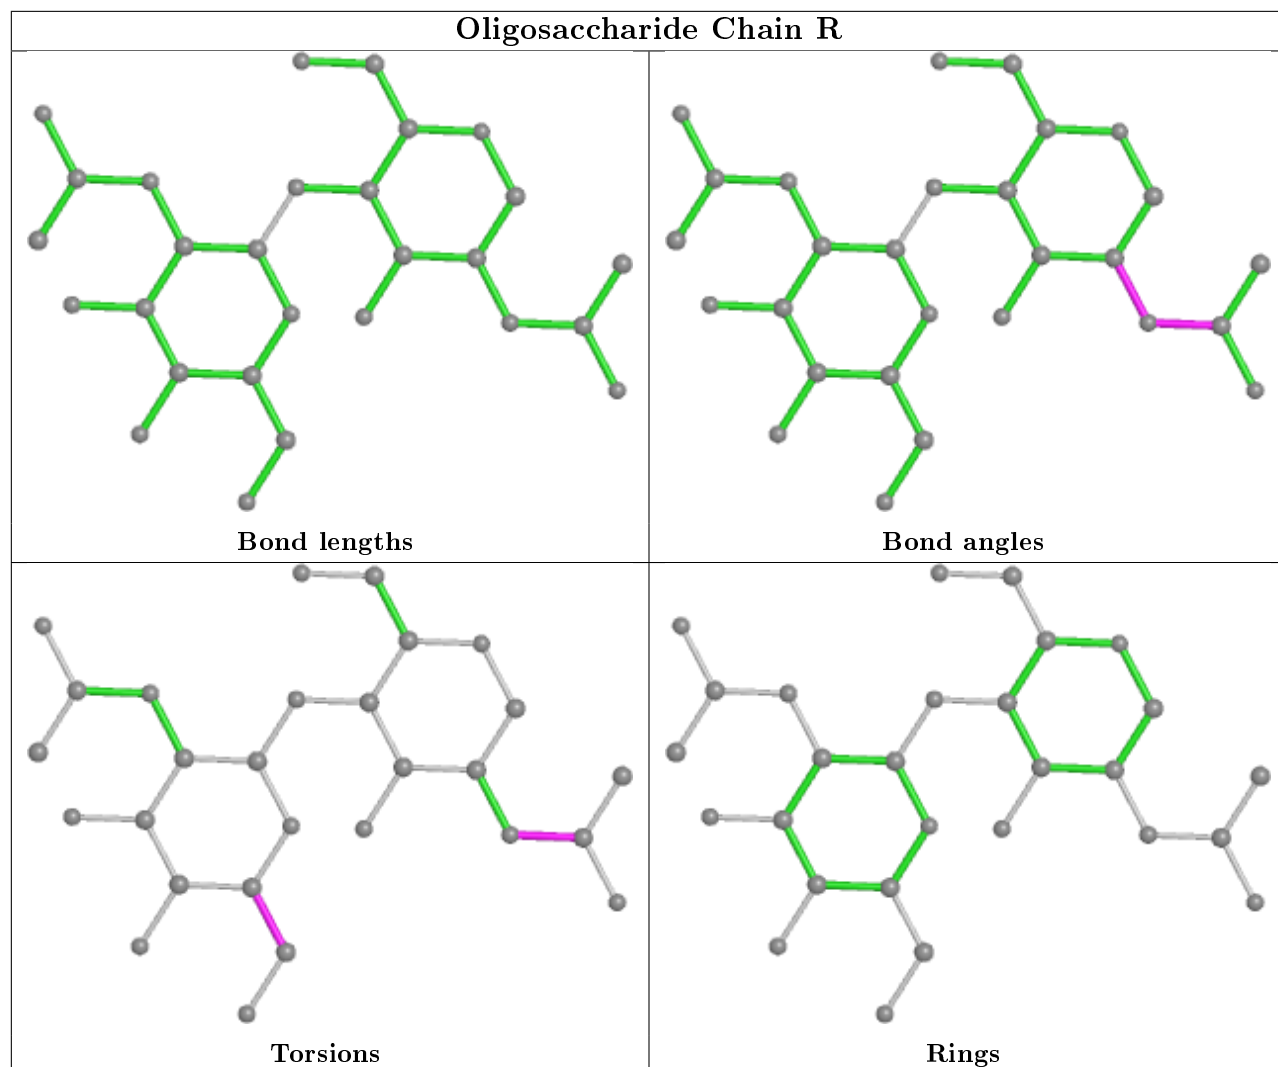 Oligosaccharide Chain R
Bond lengths
Bond angles
Torsions
Rings